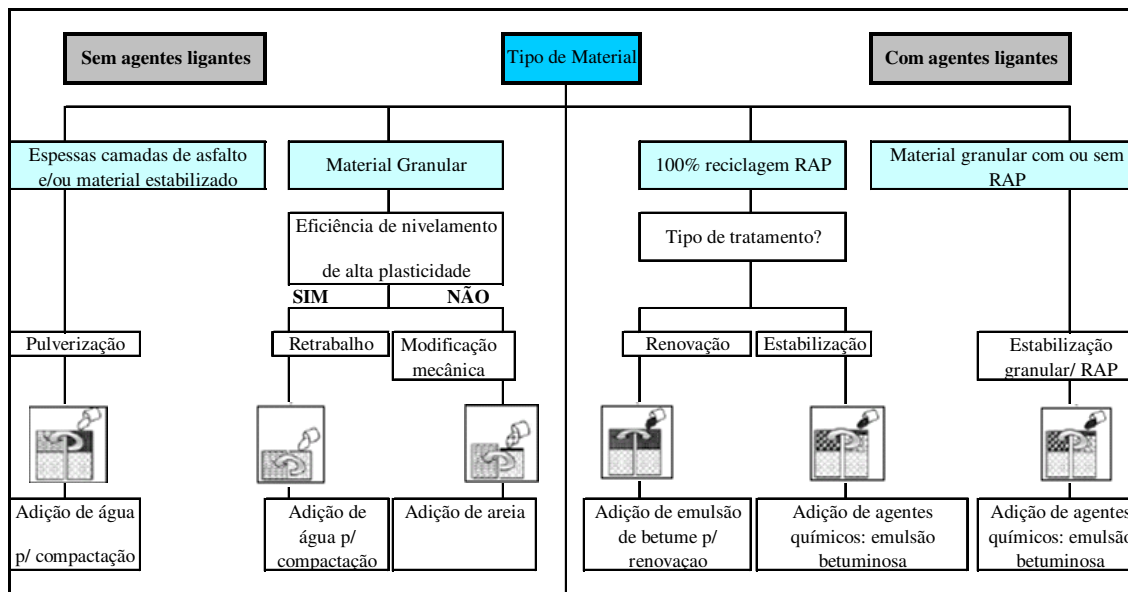 Sem agentes ligantes
Tipo de Material
Com agentes ligantes
Espessas camadas de asfalto
e/ou material estabilizado
Material Granular
100% reciclagem RAP
Material granular com ou sem
RAP
Eficiência de nivelamento
de alta plasticidade
Tipo de tratamento?
SIM
NÃO
Pulverização
Retrabalho
Modificação
mecânica
Renovação
Estabilização
Estabilização
granular/ RAP
Adição de água
p/ compactação
Adição de
água p/
compactação
Adição de areia
Adição de emulsão
de betume p/
renovaçao
Adição de agentes
químicos: emulsão
betuminosa
Adição de agentes
químicos: emulsão
betuminosa